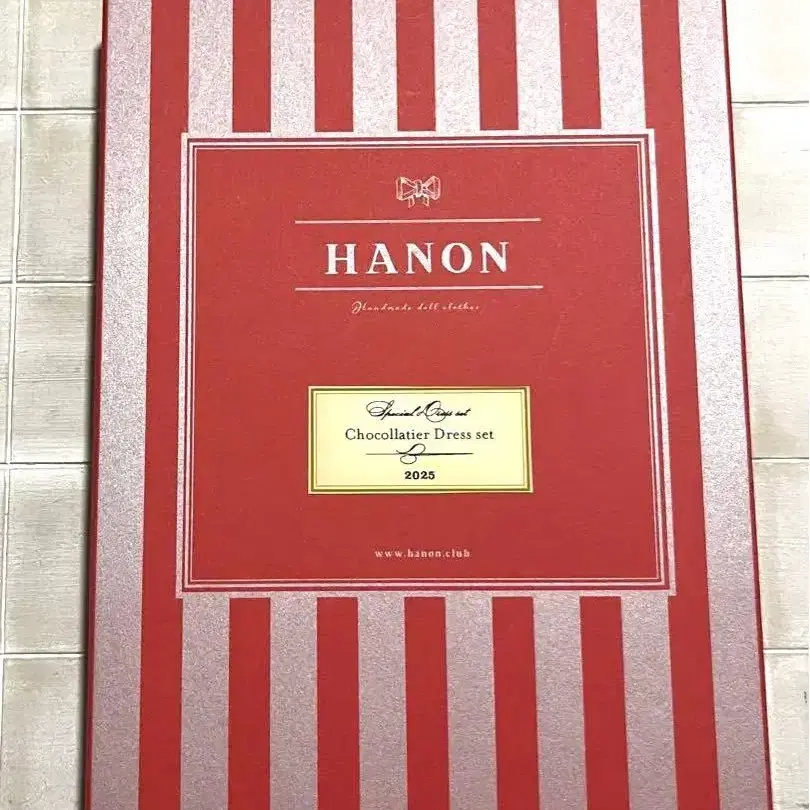 HANON
Handmade doll clothes
Special Dress set
Chocollatier Dress set
2025
www.hanon.club